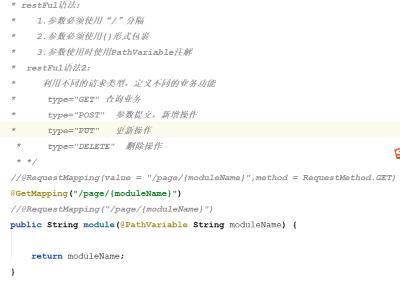 * restFul语法:
* 1.参数必须使用“/”分隔
* 2.参数必须使用{}形式包裹
* 3.参数使用时使用PathVariable注解
* restFul语法2:
* 利用不同的请求类型，定义不同的业务功能
* type="GET" 查询业务
* type="POST" 参数提交，新增操作
* type="PUT" 更新操作
* type="DELETE" 删除操作
* */
//@RequestMapping(value = "/page/{moduleName}",method = RequestMethod.GET)
@GetMapping("/page/{moduleName}")
//@RequestMapping("/page/{moduleName}")
public String module(@PathVariable String moduleName) {
return moduleName;
}